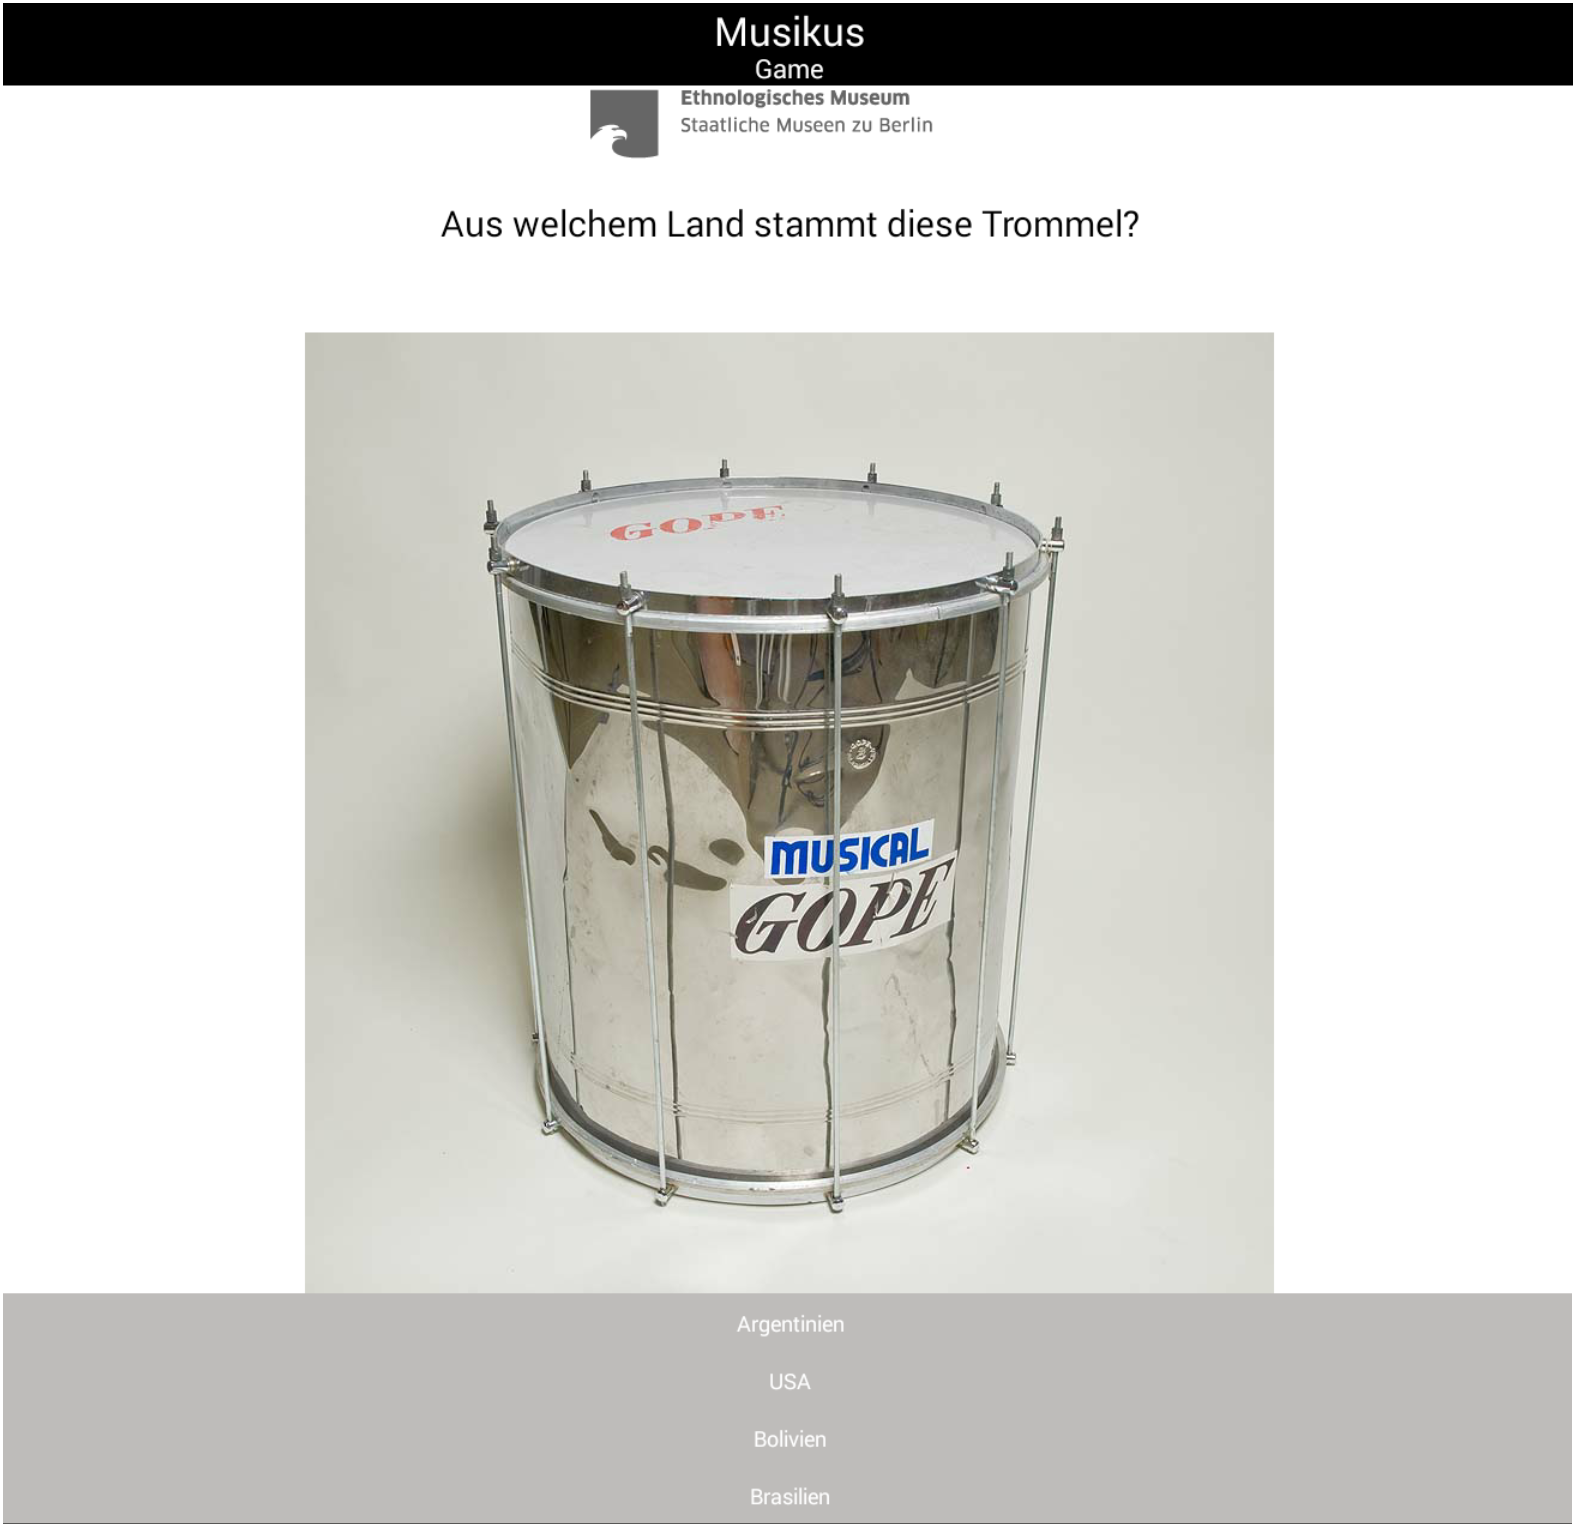 Musikus
Game
Ethnologisches Museum
Staatliche Museen zu Berlin
Aus welchem Land stammt diese Trommel?
GOPE
MUSICAL
GOPE
Argentinien
USA
Bolivien
Brasilien